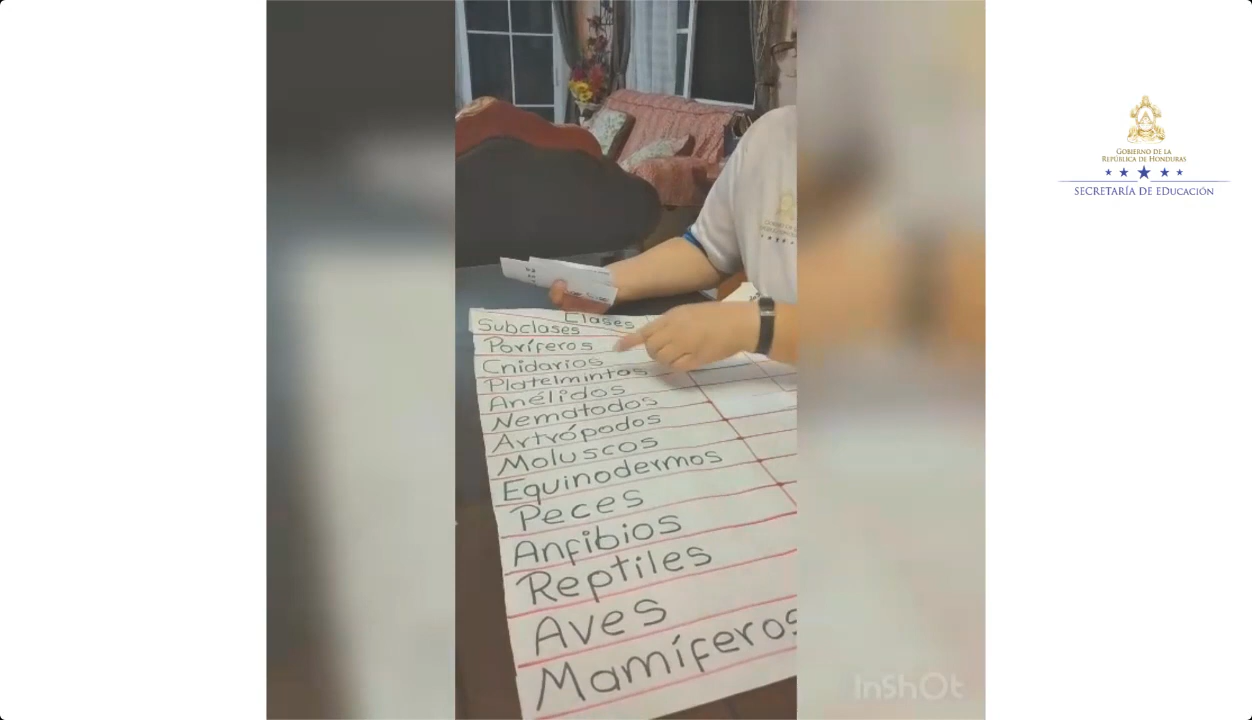 Clases
Subclases
Poríferos
Cnidarios
Platelmintos
Anélidos
Nematodos
Artrópodos
Moluscos
Equinodermos
Peces
Anfibios
Reptiles
Aves
Mamíferos
GOBIERNO DE LA
REPÚBLICA DE HONDURAS
SECRETARÍA DE EDUCACIÓN
InShOt